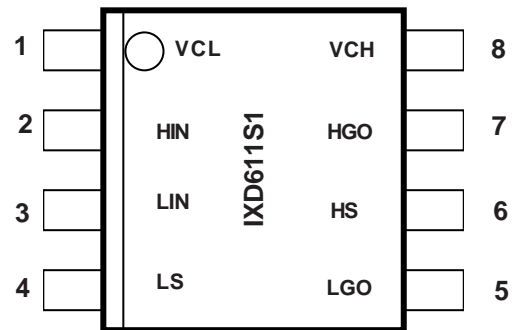 1 VCL VCH 8
2 HIN HGO 7
IXD611S1
3 LIN HS 6
4 LS LGO 5